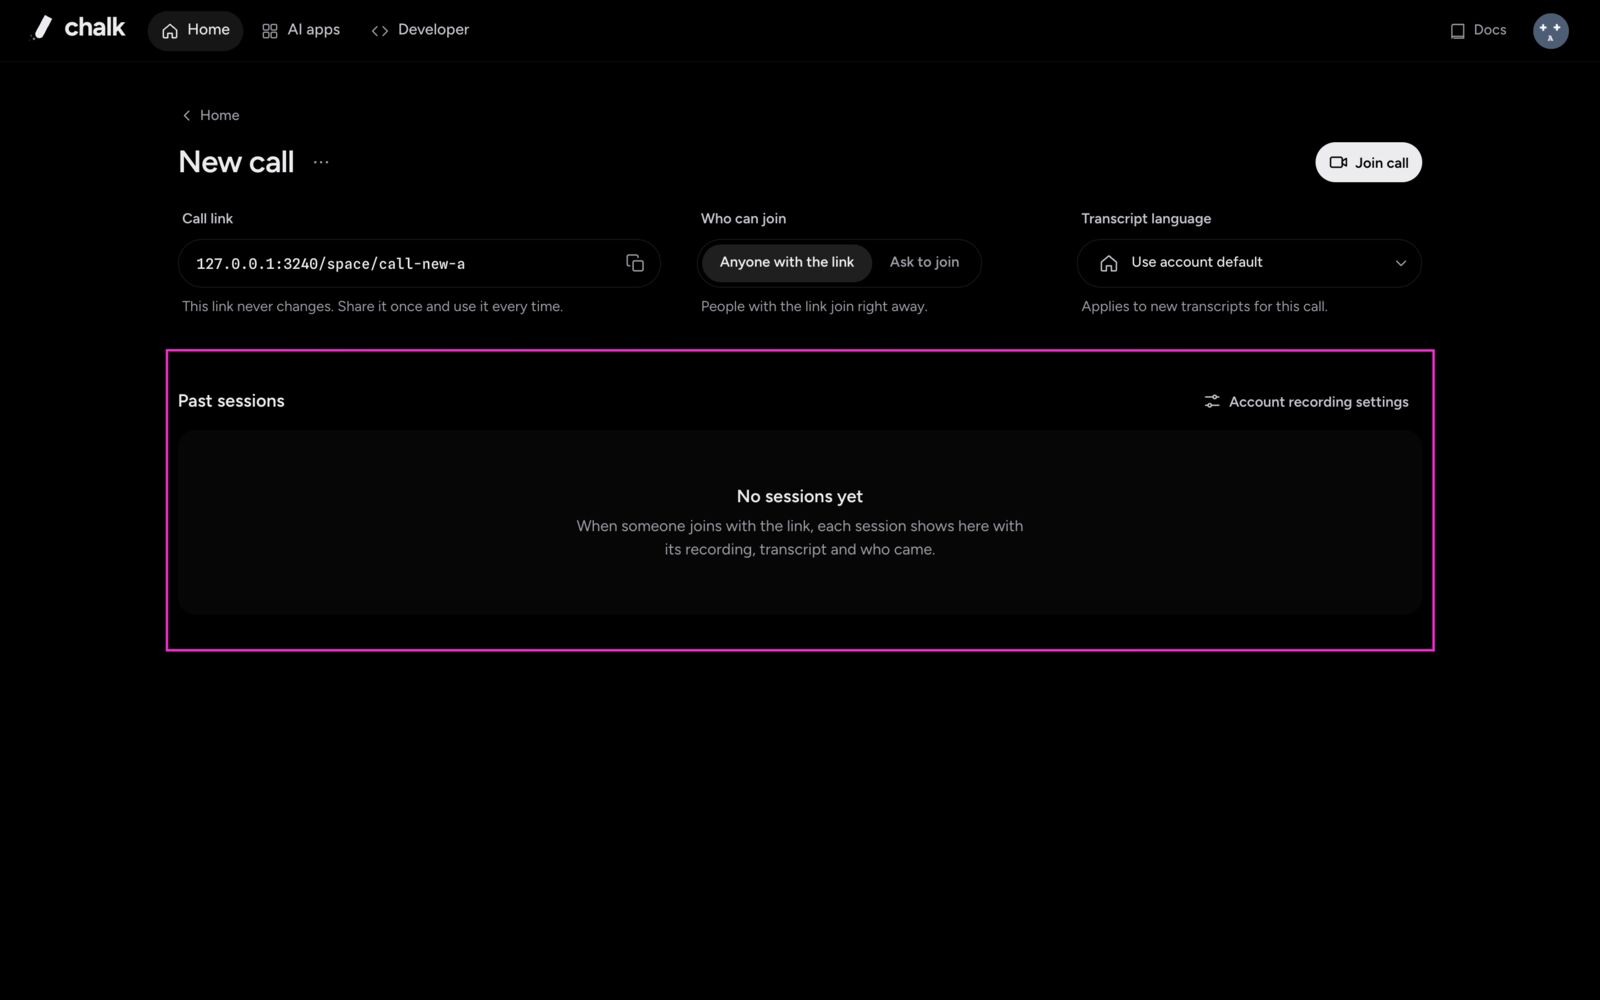 chalk
Home
AI apps
Developer
Docs
Home
New call
Join call
Call link
Who can join
Transcript language
127.0.0.1:3240/space/call-new-a
Anyone with the link
Ask to join
Use account default
This link never changes. Share it once and use it every time.
People with the link join right away.
Applies to new transcripts for this call.
Past sessions
Account recording settings
No sessions yet
When someone joins with the link, each session shows here with
its recording, transcript and who came.